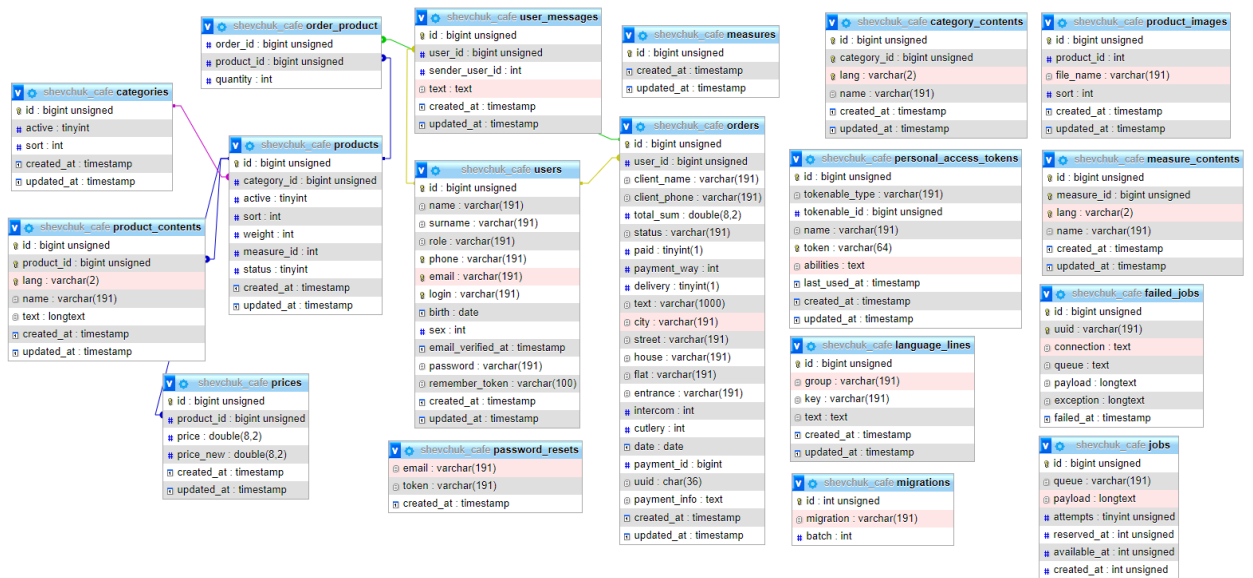 shevchuk_cafe order_product
order_id : bigint unsigned
product_id : bigint unsigned
quantity : int
shevchuk_cafe user_messages
id : bigint unsigned
user_id : bigint unsigned
sender_user_id : int
text : text
created_at : timestamp
updated_at : timestamp
shevchuk_cafe measures
id : bigint unsigned
created_at : timestamp
updated_at : timestamp
shevchuk_cafe category_contents
id : bigint unsigned
category_id : bigint unsigned
lang : varchar(2)
name : varchar(191)
created_at : timestamp
updated_at : timestamp
shevchuk_cafe product_images
id : bigint unsigned
product_id : int
file_name : varchar(191)
sort : int
created_at : timestamp
updated_at : timestamp
shevchuk_cafe categories
id : bigint unsigned
active : tinyint
sort : int
created_at : timestamp
updated_at : timestamp
shevchuk_cafe products
id : bigint unsigned
category_id : bigint unsigned
active : tinyint
sort : int
weight : int
measure_id : int
status : tinyint
created_at : timestamp
updated_at : timestamp
shevchuk_cafe users
id : bigint unsigned
name : varchar(191)
surname : varchar(191)
role : varchar(191)
phone : varchar(191)
email : varchar(191)
login : varchar(191)
birth : date
sex : int
email_verified_at : timestamp
password : varchar(191)
remember_token : varchar(100)
created_at : timestamp
updated_at : timestamp
shevchuk_cafe orders
id : bigint unsigned
user_id : bigint unsigned
client_name : varchar(191)
client_phone : varchar(191)
total_sum : double(8,2)
status : varchar(191)
paid : tinyint(1)
payment_way : int
delivery : tinyint(1)
text : varchar(1000)
city : varchar(191)
street : varchar(191)
house : varchar(191)
flat : varchar(191)
entrance : varchar(191)
intercom : int
cutlery : int
date : date
payment_id : bigint
uuid : char(36)
payment_info : text
created_at : timestamp
updated_at : timestamp
shevchuk_cafe personal_access_tokens
id : bigint unsigned
tokenable_type : varchar(191)
tokenable_id : bigint unsigned
name : varchar(191)
token : varchar(64)
abilities : text
last_used_at : timestamp
created_at : timestamp
updated_at : timestamp
shevchuk_cafe measure_contents
id : bigint unsigned
measure_id : bigint unsigned
lang : varchar(2)
name : varchar(191)
created_at : timestamp
updated_at : timestamp
shevchuk_cafe product_contents
id : bigint unsigned
product_id : bigint unsigned
lang : varchar(2)
name : varchar(191)
text : longtext
created_at : timestamp
updated_at : timestamp
shevchuk_cafe failed_jobs
id : bigint unsigned
uuid : varchar(191)
connection : text
queue : text
payload : longtext
exception : longtext
failed_at : timestamp
shevchuk_cafe language_lines
id : bigint unsigned
group : varchar(191)
key : varchar(191)
text : text
created_at : timestamp
updated_at : timestamp
shevchuk_cafe prices
id : bigint unsigned
product_id : bigint unsigned
price : double(8,2)
price_new : double(8,2)
created_at : timestamp
updated_at : timestamp
shevchuk_cafe password_resets
email : varchar(191)
token : varchar(191)
created_at : timestamp
shevchuk_cafe migrations
id : int unsigned
migration : varchar(191)
batch : int
shevchuk_cafe jobs
id : bigint unsigned
queue : varchar(191)
payload : longtext
attempts : tinyint unsigned
reserved_at : int unsigned
available_at : int unsigned
created_at : int unsigned